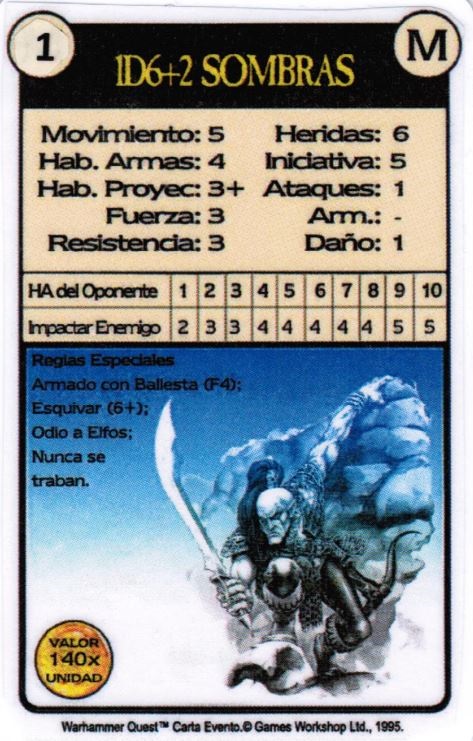 1
M
1D6+2 SOMBRAS
Movimiento: 5 Heridas: 6
Hab. Armas: 4 Iniciativa: 5
Hab. Proyec: 3+ Ataques: 1
Fuerza: 3 Arm.: -
Resistencia: 3 Daño: 1
HA del Oponente 1 2 3 4 5 6 7 8 9 10
Impactar Enemigo 2 3 3 4 4 4 4 4 5 5
Reglas Especiales
Armado con Ballesta (F4);
Esquivar (6+);
Odio a Elfos;
Nunca se
traban.
VALOR
140x
UNIDAD
Warhammer Quest™ Carta Evento.© Games Workshop Ltd., 1995.